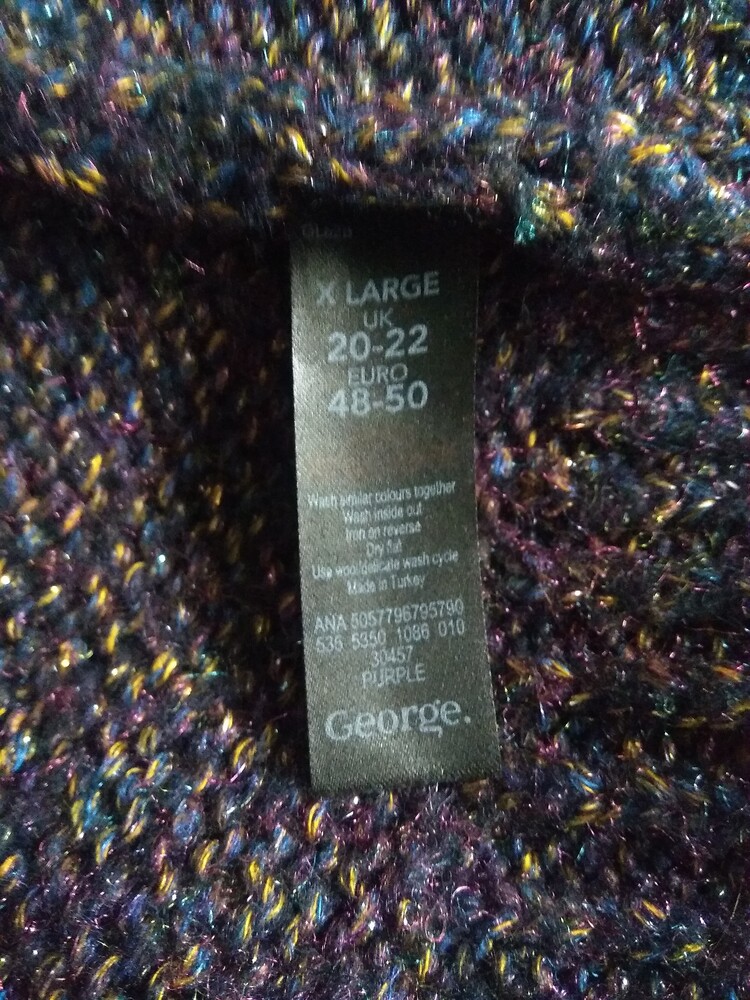 X LARGE
UK
20-22
EURO
48-50
Wash similar colours together
Wash inside out
Iron on reverse
Dry flat
Use wool/delicate wash cycle
Made in Turkey
ANA 5057796795790
536 5350 1086 010
30457
PURPLE
George.